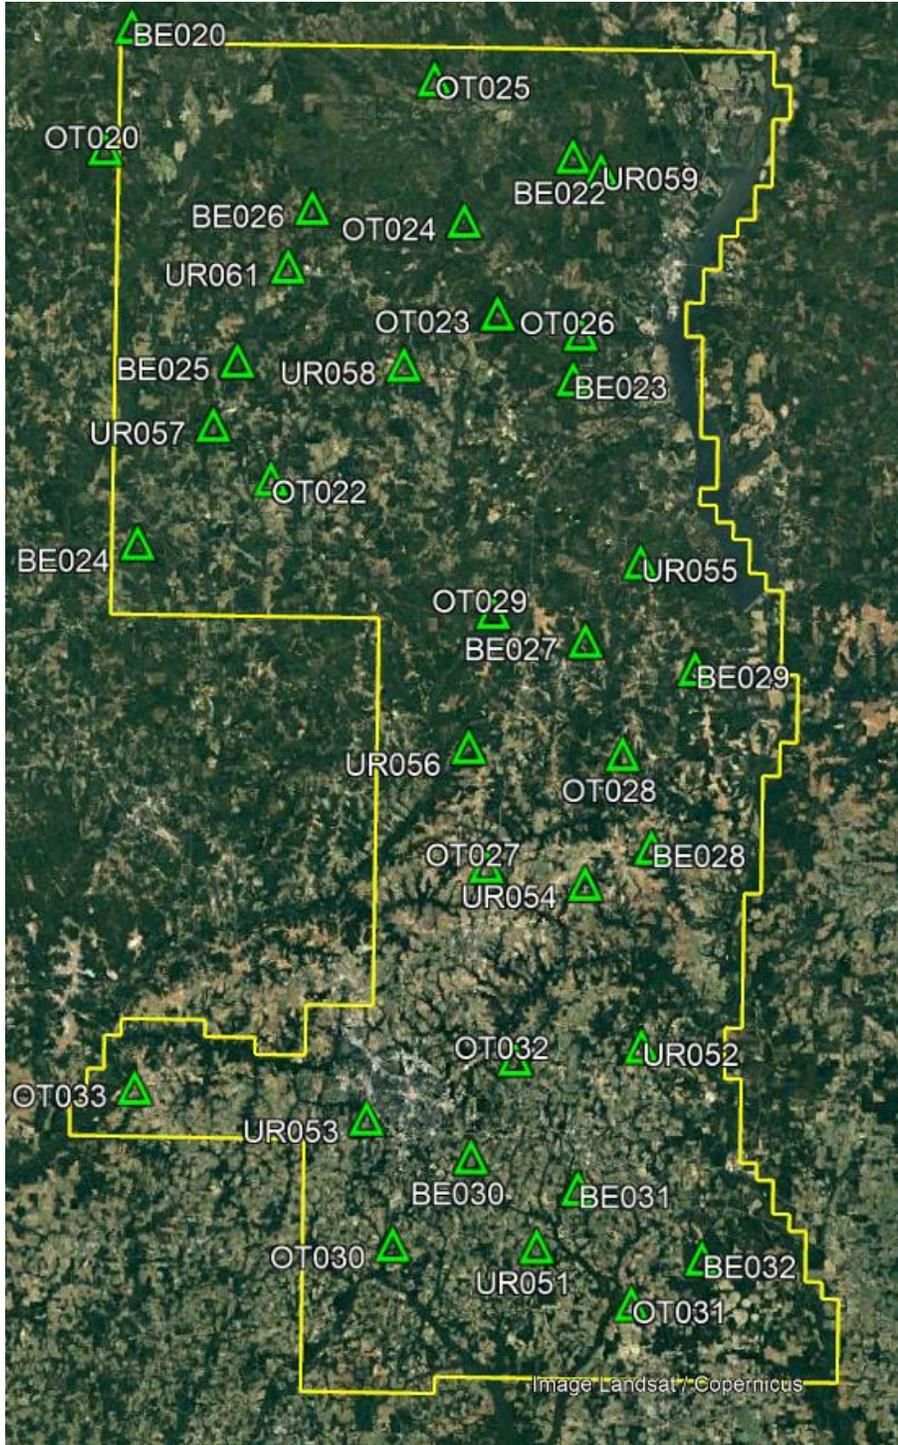 BE020
OT025
OT020
BE022
UR059
BE026
OT024
UR061
OT023
OT026
BE025
UR058
BE023
UR057
OT022
BE024
UR055
OT029
BE027
BE029
UR056
OT028
OT027
BE028
UR054
OT032
UR052
OT033
UR053
BE030
BE031
OT030
UR051
BE032
OT031
Image Landsat / Copernicus